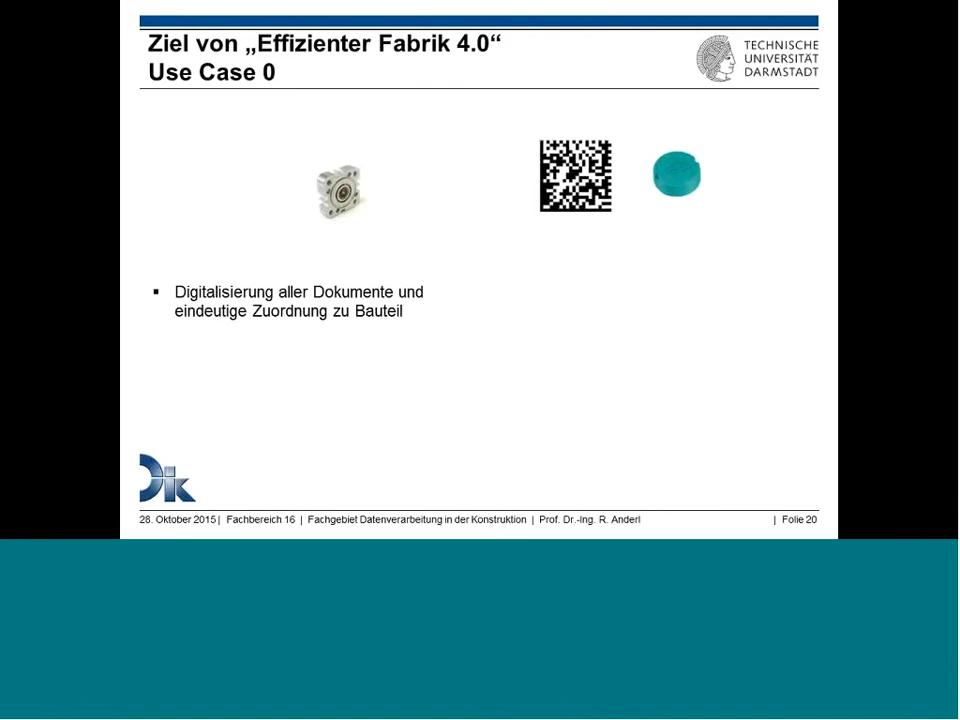 Ziel von „Effizienter Fabrik 4.0“
Use Case 0
TECHNISCHE
UNIVERSITÄT
DARMSTADT
▪ Digitalisierung aller Dokumente und
eindeutige Zuordnung zu Bauteil
Dik
28. Oktober 2015 | Fachbereich 16 | Fachgebiet Datenverarbeitung in der Konstruktion | Prof. Dr.-Ing. R. Anderl | Folie 20